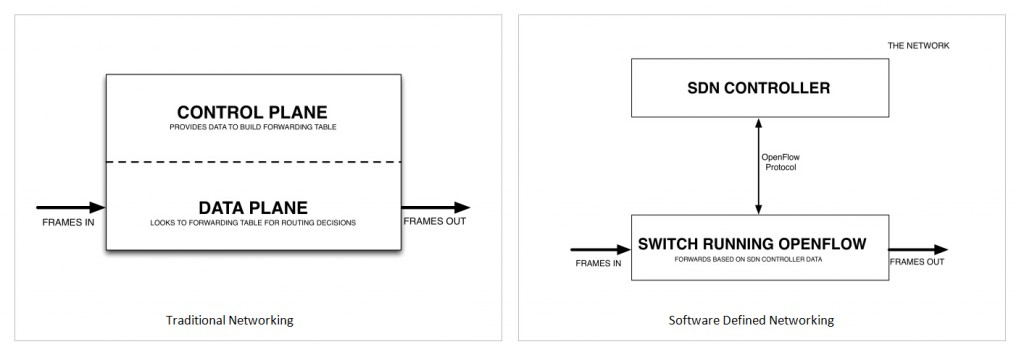 CONTROL PLANE
PROVIDES DATA TO BUILD FORWARDING TABLE
DATA PLANE
LOOKS TO FORWARDING TABLE FOR ROUTING DECISIONS
FRAMES IN
FRAMES OUT
Traditional Networking
THE NETWORK
SDN CONTROLLER
OpenFlow
Protocol
SWITCH RUNNING OPENFLOW
FORWARDS BASED ON SDN CONTROLLER DATA
FRAMES IN
FRAMES OUT
Software Defined Networking